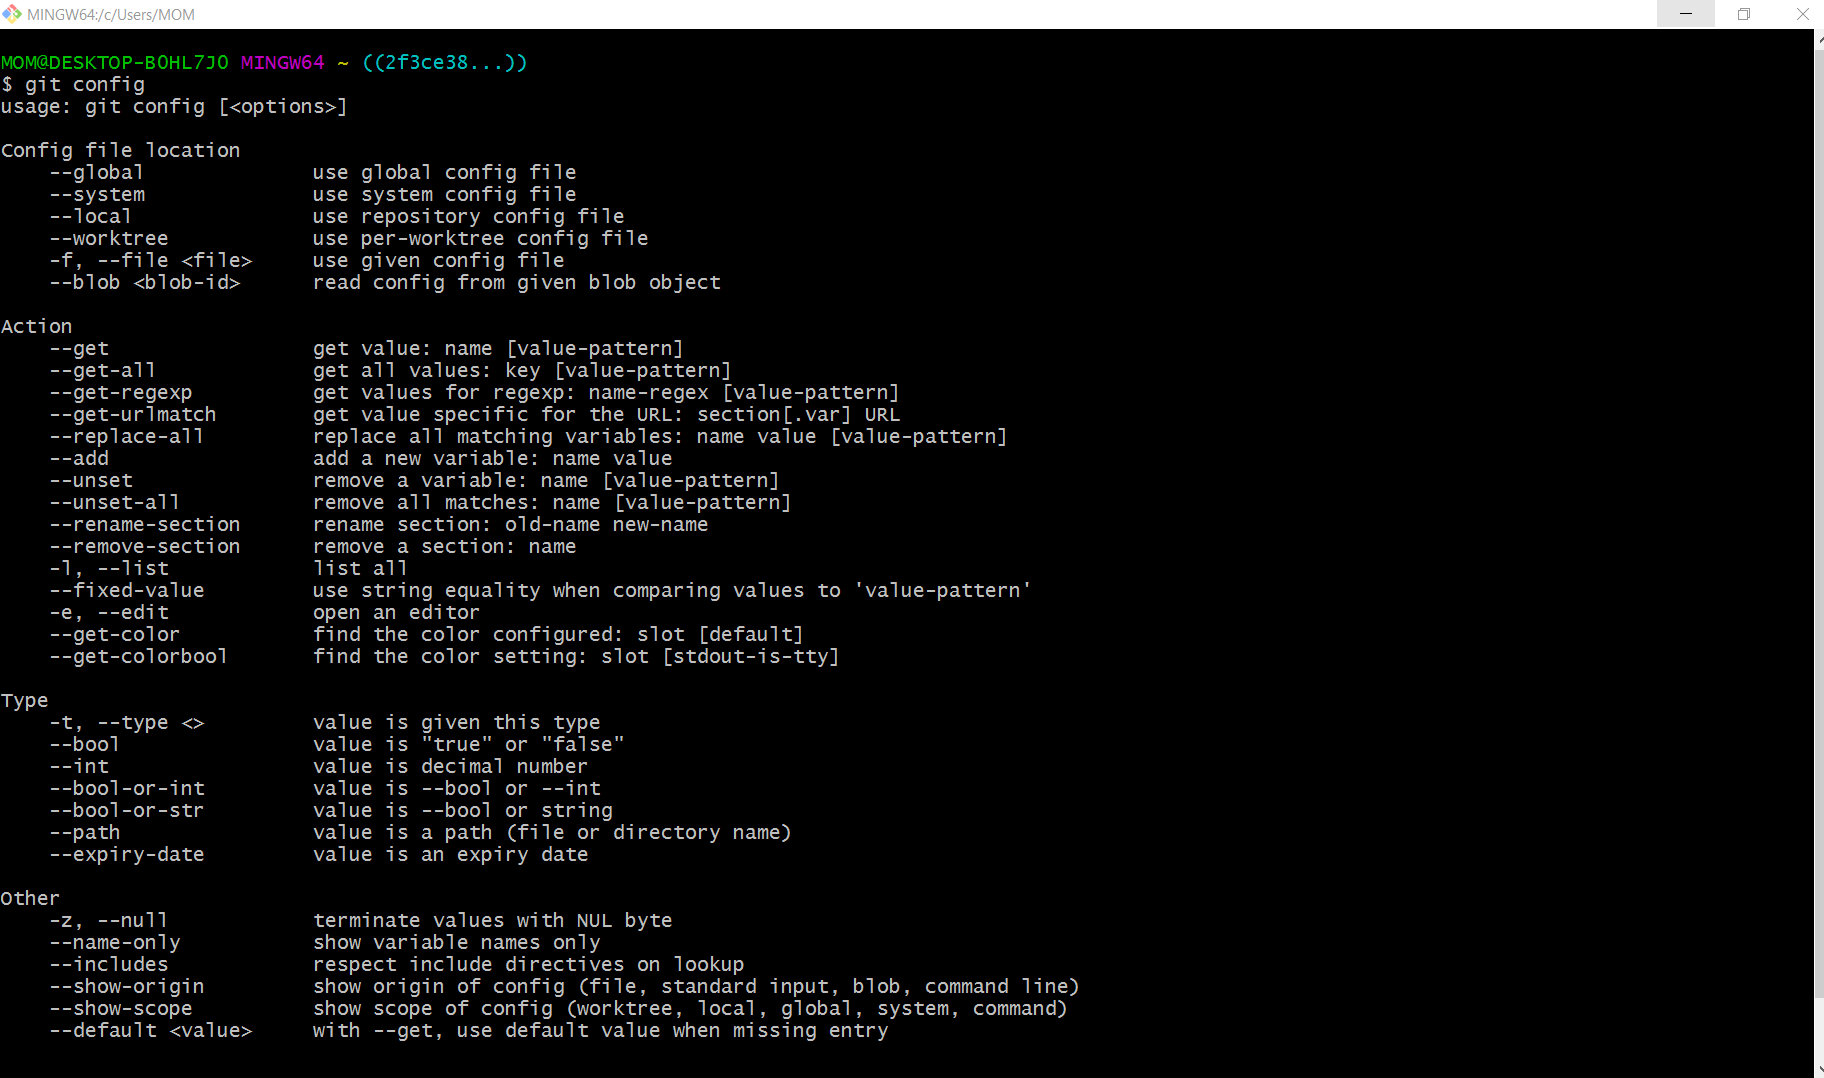 MINGW64:/c/Users/MOM
MOM@DESKTOP-B0HL7J0 MINGW64 ~ ((2f3ce38...))
$ git config
usage: git config [<options>]
Config file location
--global use global config file
--system use system config file
--local use repository config file
--worktree use per-worktree config file
-f, --file <file> use given config file
--blob <blob-id> read config from given blob object
Action
--get get value: name [value-pattern]
--get-all get all values: key [value-pattern]
--get-regexp get values for regexp: name-regex [value-pattern]
--get-urlmatch get value specific for the URL: section[.var] URL
--replace-all replace all matching variables: name value [value-pattern]
--add add a new variable: name value
--unset remove a variable: name [value-pattern]
--unset-all remove all matches: name [value-pattern]
--rename-section rename section: old-name new-name
--remove-section remove a section: name
-l, --list list all
--fixed-value use string equality when comparing values to 'value-pattern'
-e, --edit open an editor
--get-color find the color configured: slot [default]
--get-colorbool find the color setting: slot [stdout-is-tty]
Type
-t, --type <> value is given this type
--bool value is "true" or "false"
--int value is decimal number
--bool-or-int value is --bool or --int
--bool-or-str value is --bool or string
--path value is a path (file or directory name)
--expiry-date value is an expiry date
Other
-z, --null terminate values with NUL byte
--name-only show variable names only
--includes respect include directives on lookup
--show-origin show origin of config (file, standard input, blob, command line)
--show-scope show scope of config (worktree, local, global, system, command)
--default <value> with --get, use default value when missing entry